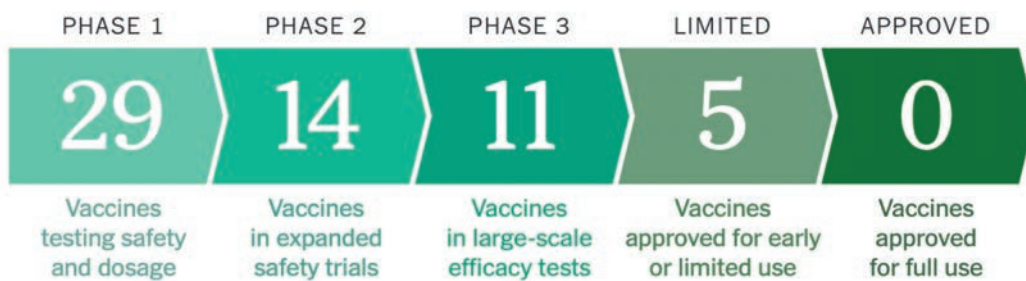 PHASE 1 PHASE 2 PHASE 3 LIMITED APPROVED
29 14 11 5 0
Vaccines testing safety and dosage
Vaccines in expanded safety trials
Vaccines in large-scale efficacy tests
Vaccines approved for early or limited use
Vaccines approved for full use